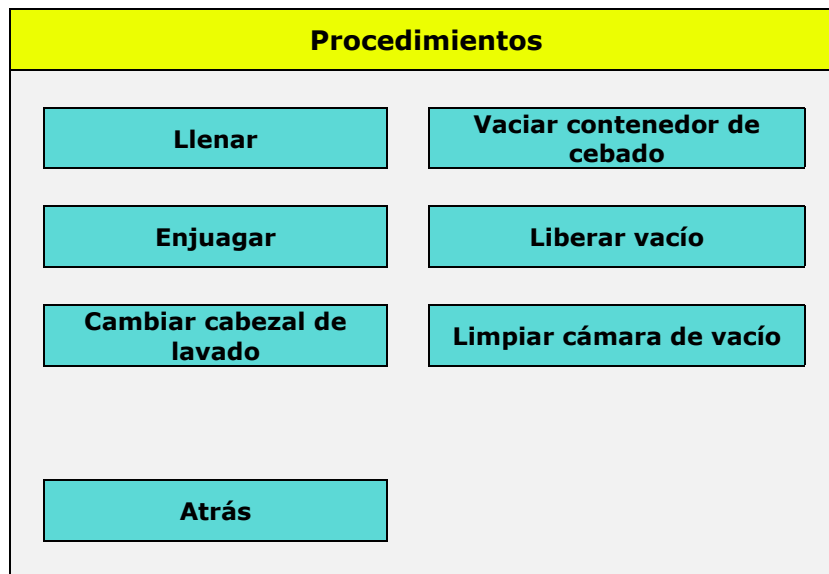 Procedimientos
Llenar
Vaciar contenedor de
cebado
Enjuagar
Liberar vacío
Cambiar cabezal de
lavado
Limpiar cámara de vacío
Atrás